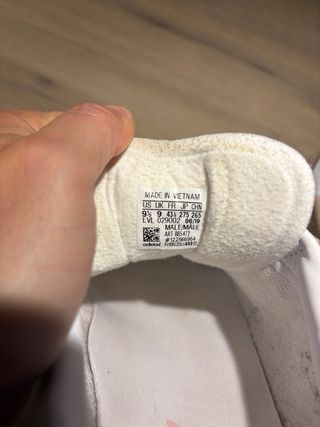 MADE IN VIETNAM
US UK FR JP CHN
9½ 9 43⅓ 275 265
LVL 029002 06/19
MALE/MALE
ART BB5477
#122566964
adidas